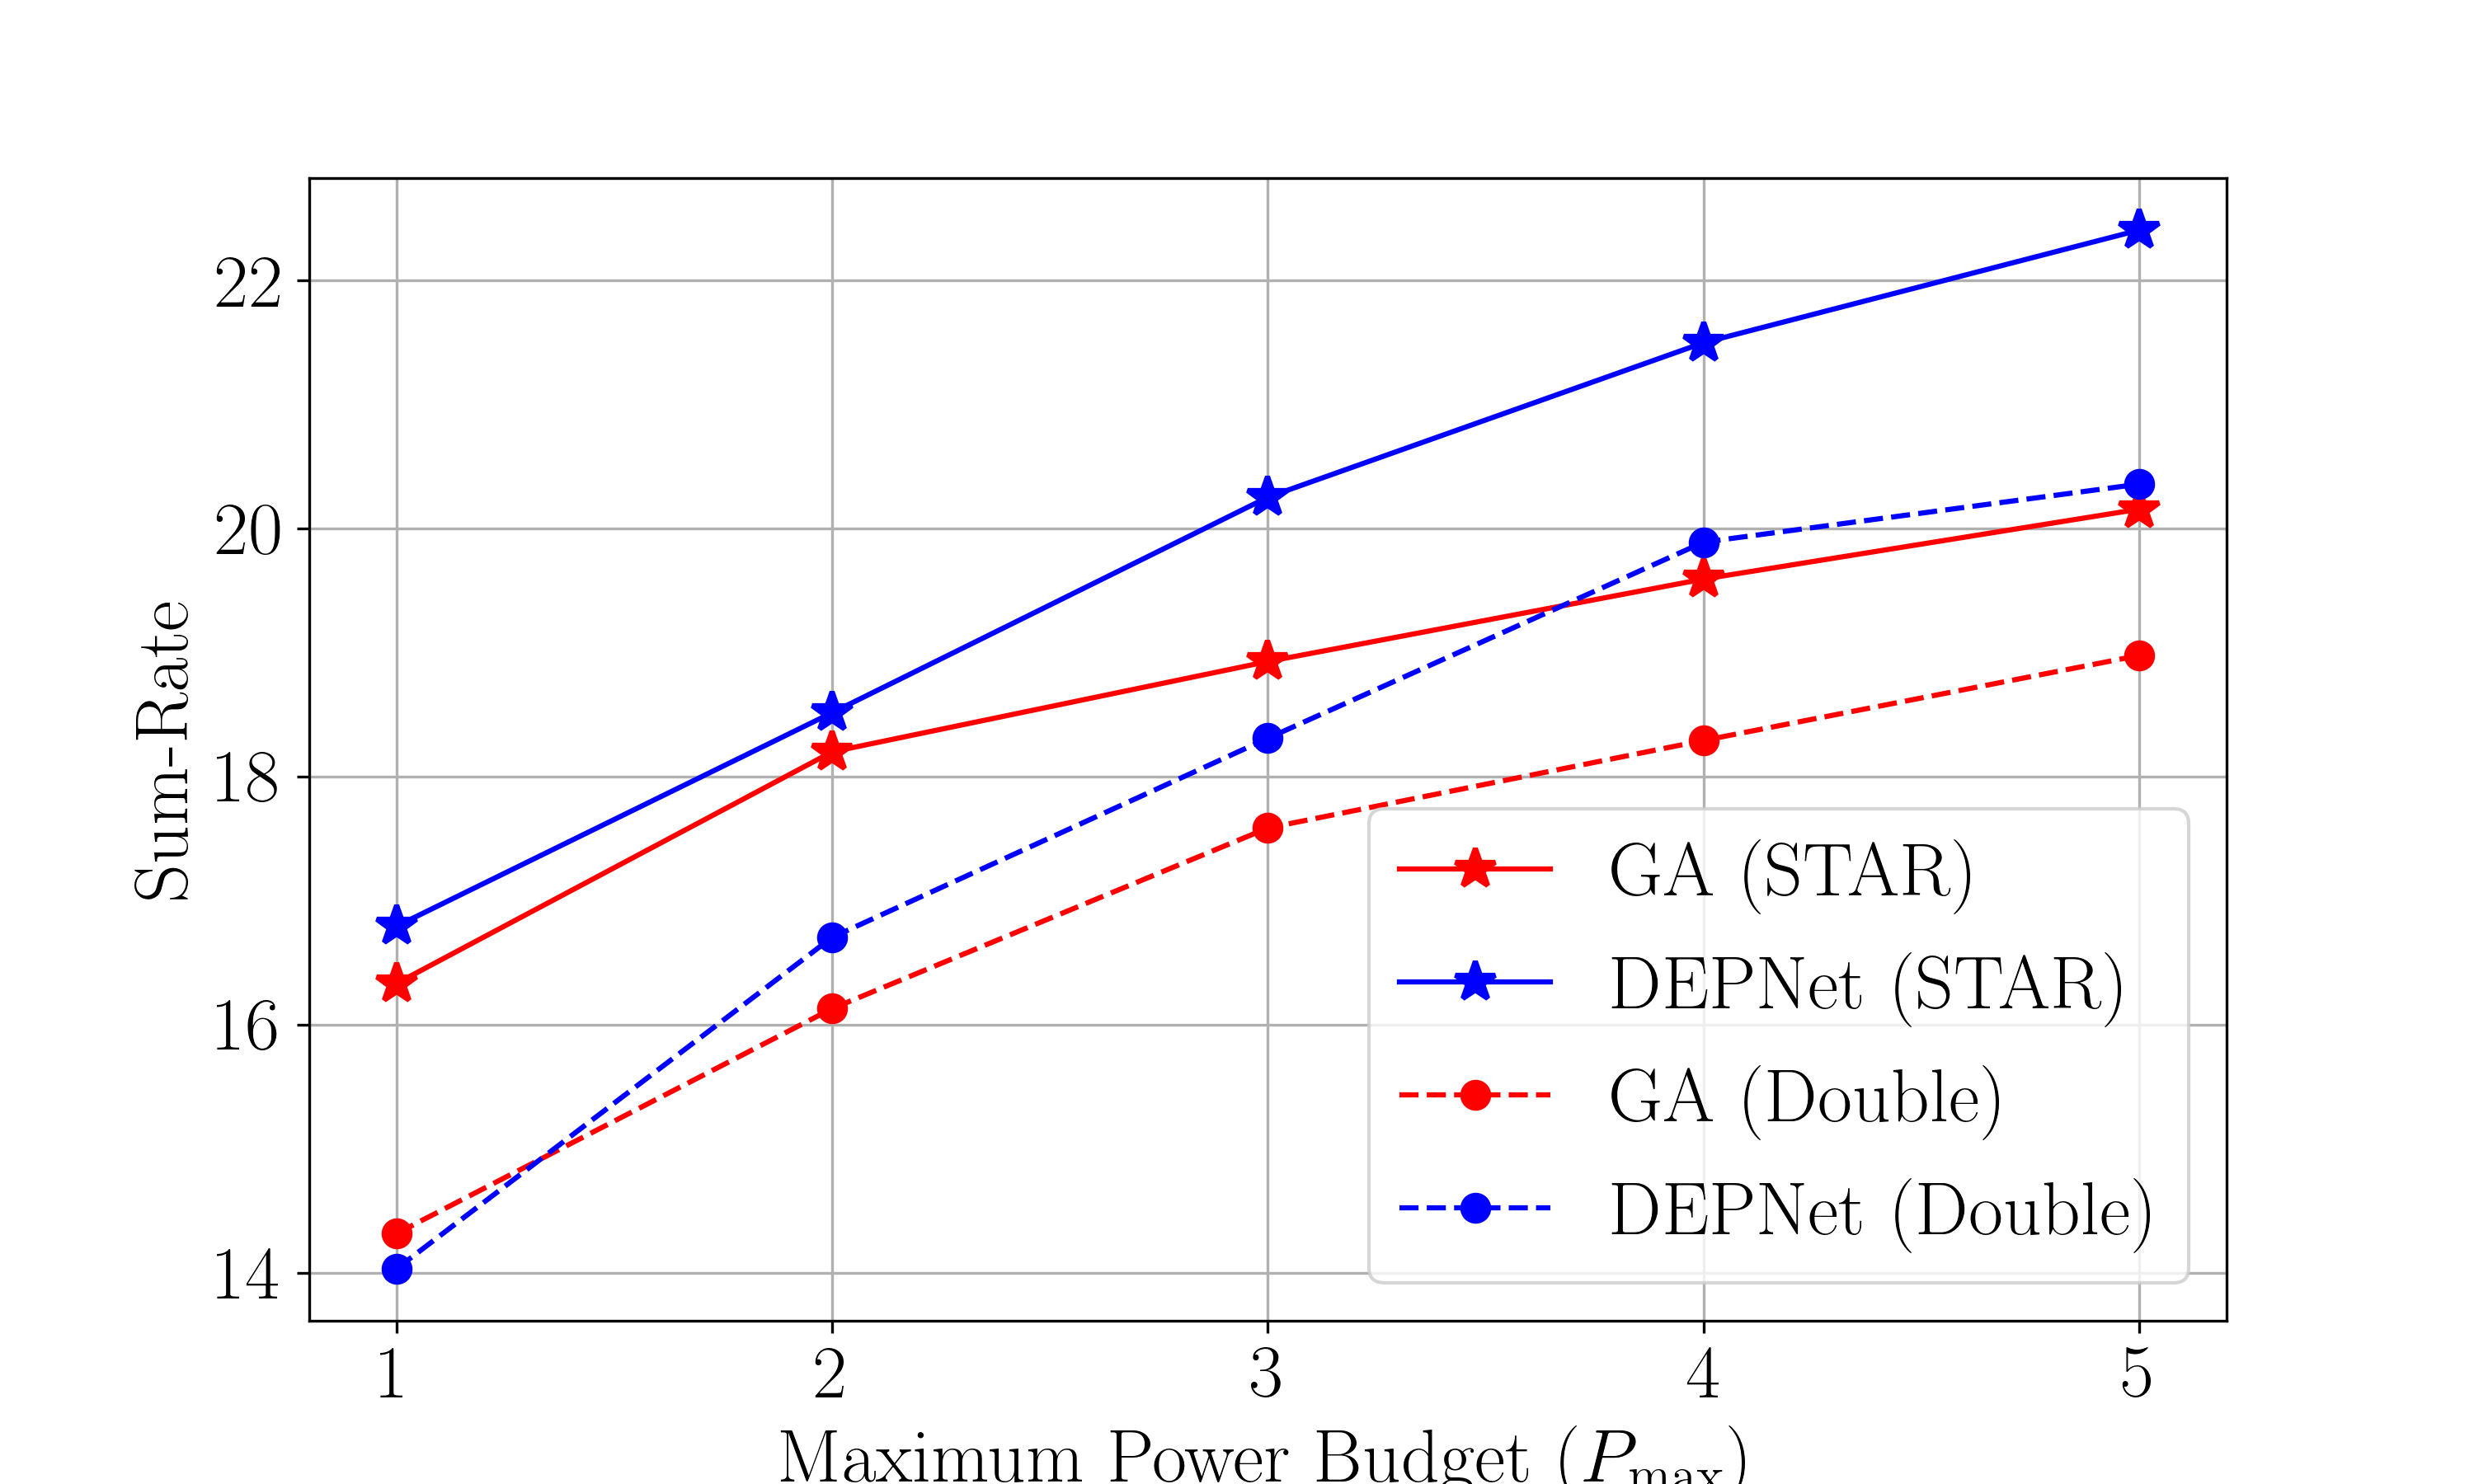 22
20
18
16
14
Sum-Rate
GA (STAR)
DEPNet (STAR)
GA (Double)
DEPNet (Double)
1 2 3 4 5
Maximum Power Budget (P_max)